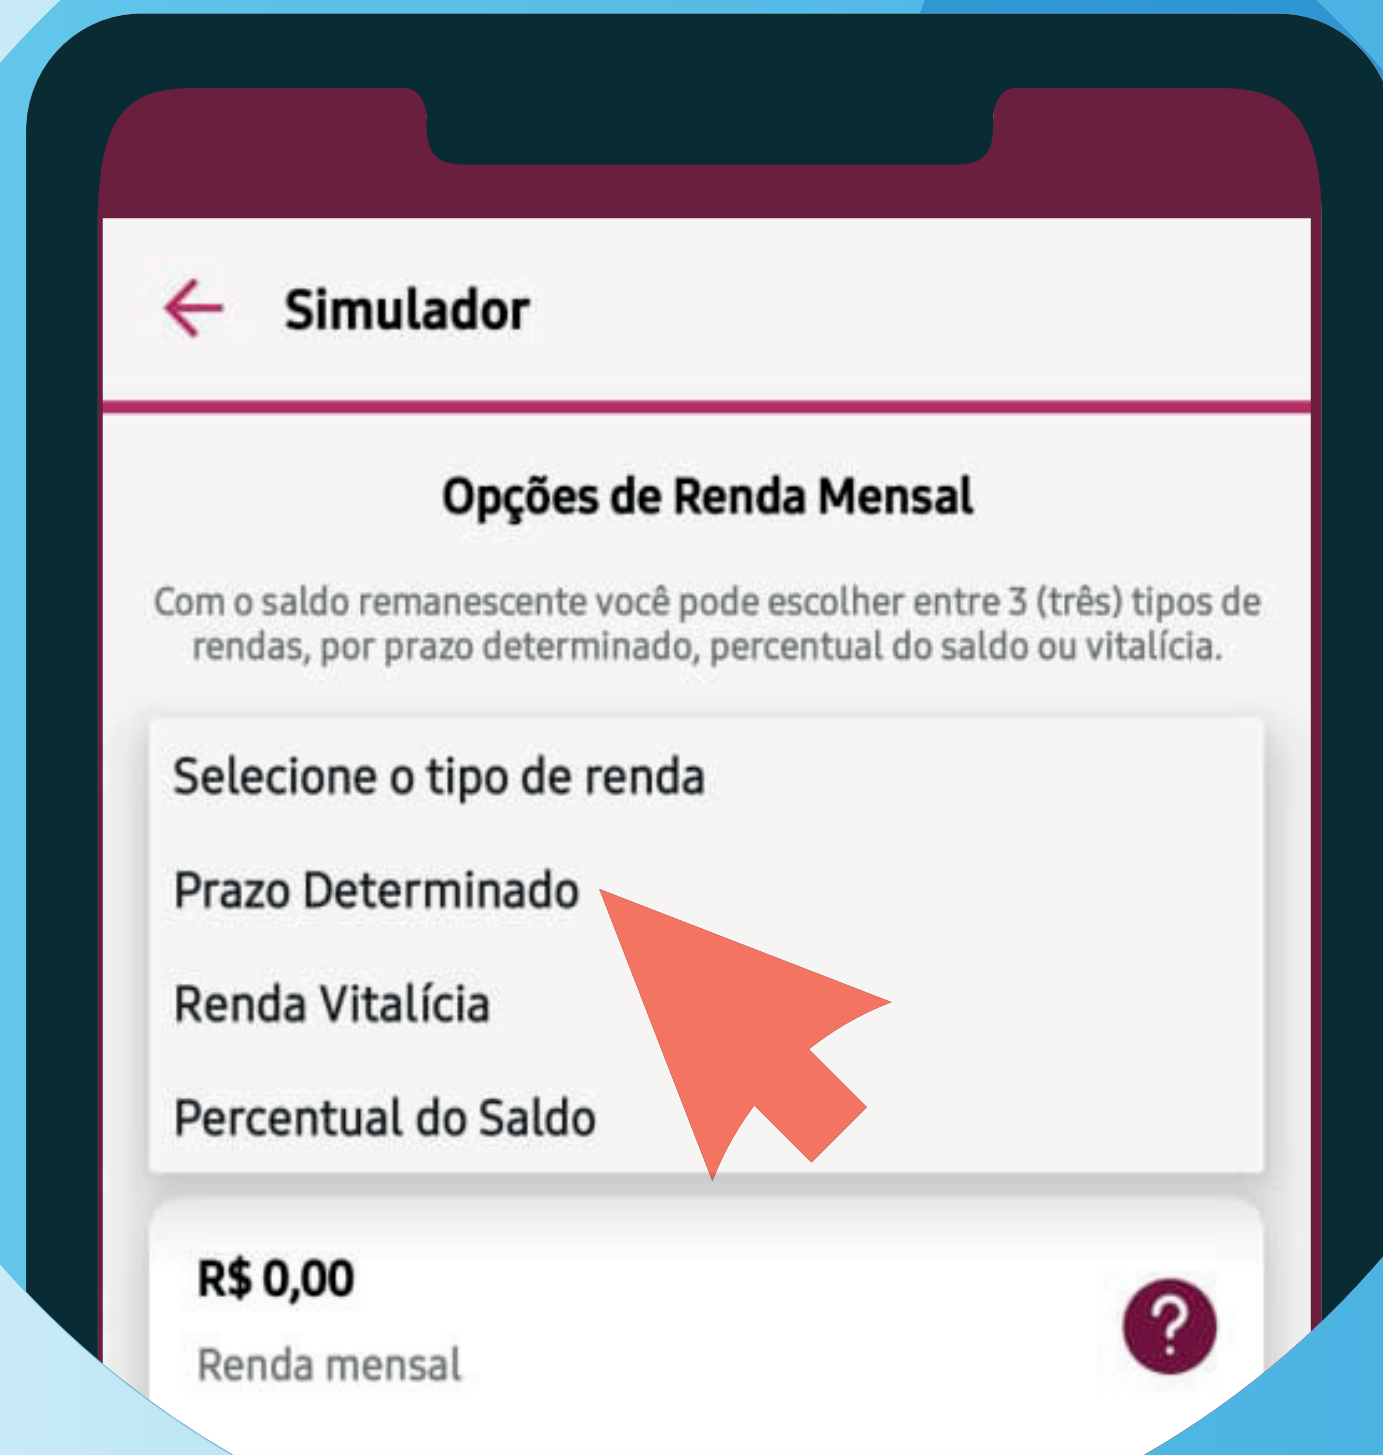 Simulador
Opções de Renda Mensal
Com o saldo remanescente você pode escolher entre 3 (três) tipos de
rendas, por prazo determinado, percentual do saldo ou vitalícia.
Selecione o tipo de renda
Prazo Determinado
Renda Vitalícia
Percentual do Saldo
R$ 0,00
?
Renda mensal